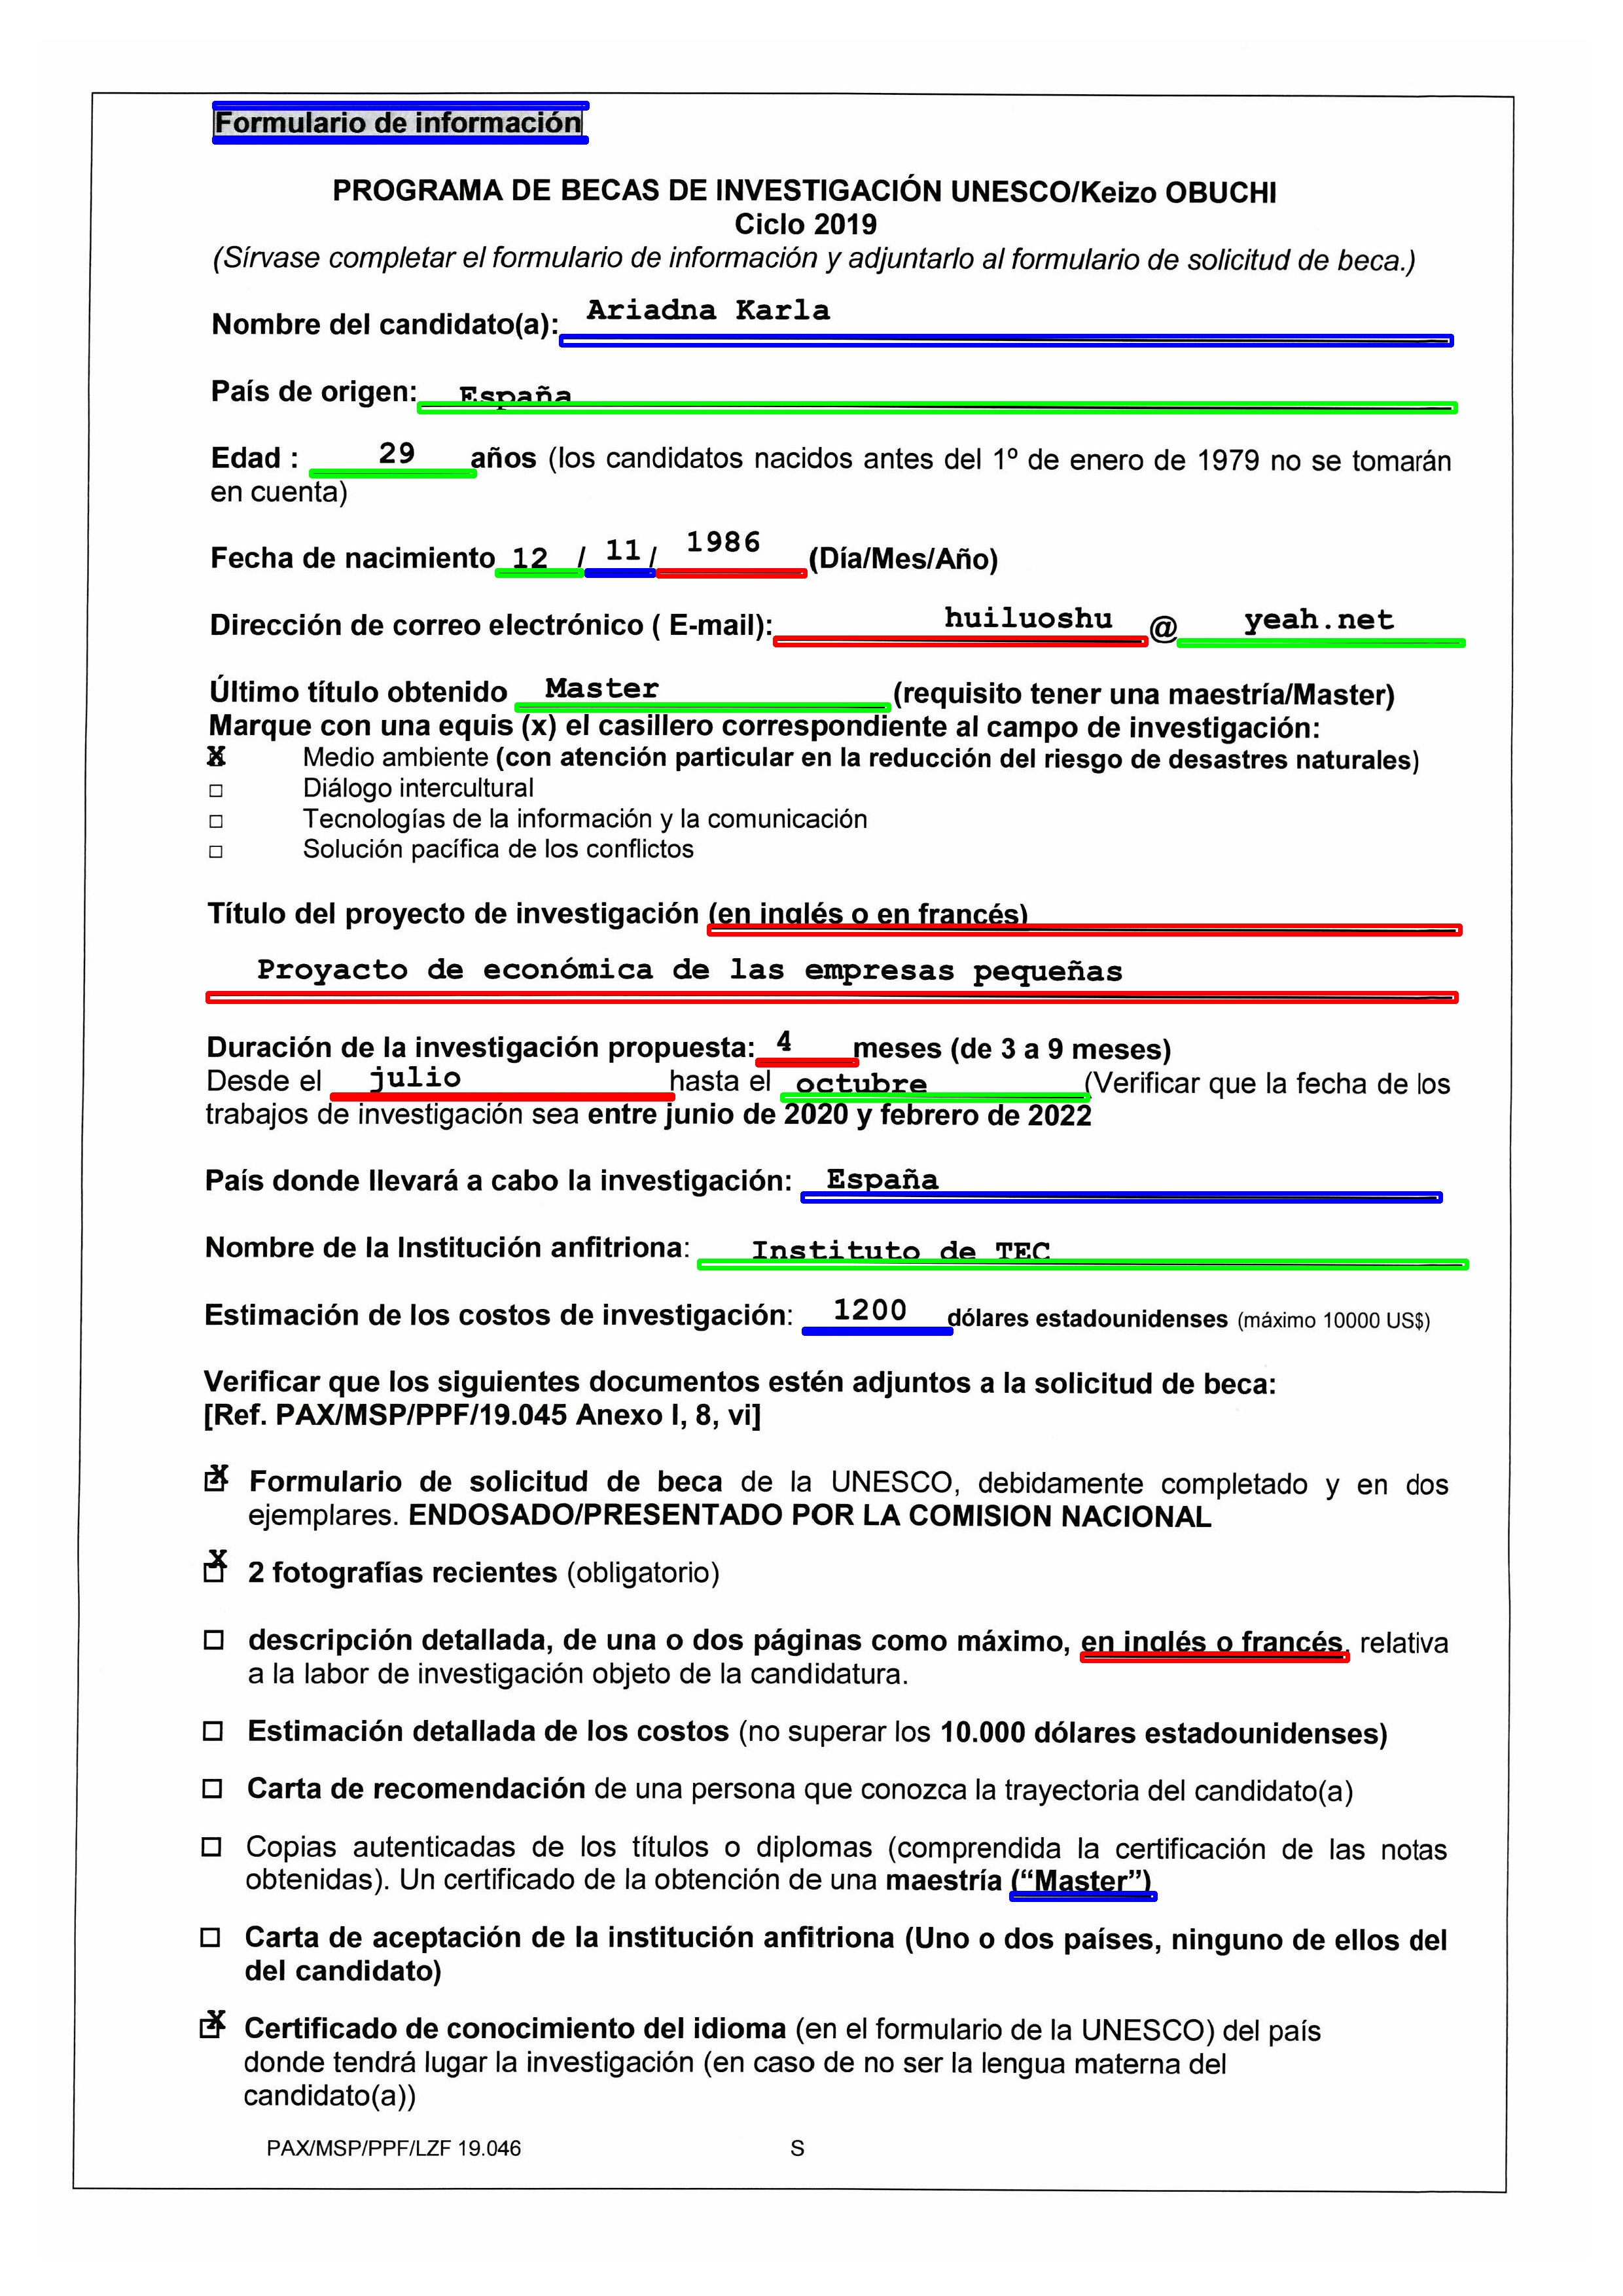 Formulario de información
PROGRAMA DE BECAS DE INVESTIGACIÓN UNESCO/Keizo OBUCHI
Ciclo 2019
(Sírvase completar el formulario de información y adjuntarlo al formulario de solicitud de beca.)
Nombre del candidato(a): Ariadna Karla
País de origen: España
Edad : 29 años (los candidatos nacidos antes del 1º de enero de 1979 no se tomarán
en cuenta)
Fecha de nacimiento 12 / 11 / 1986 (Día/Mes/Año)
Dirección de correo electrónico ( E-mail): huiluoshu @ yeah.net
Último título obtenido Master (requisito tener una maestría/Master)
Marque con una equis (x) el casillero correspondiente al campo de investigación:
X Medio ambiente (con atención particular en la reducción del riesgo de desastres naturales)
□ Diálogo intercultural
□ Tecnologías de la información y la comunicación
□ Solución pacífica de los conflictos
Título del proyecto de investigación (en inglés o en francés)
Proyacto de económica de las empresas pequeñas
Duración de la investigación propuesta: 4 meses (de 3 a 9 meses)
Desde el julio hasta el octubre (Verificar que la fecha de los
trabajos de investigación sea entre junio de 2020 y febrero de 2022
País donde llevará a cabo la investigación: España
Nombre de la Institución anfitriona: Instituto de TEC
Estimación de los costos de investigación: 1200 dólares estadounidenses (máximo 10000 US$)
Verificar que los siguientes documentos estén adjuntos a la solicitud de beca:
[Ref. PAX/MSP/PPF/19.045 Anexo I, 8, vi]
X Formulario de solicitud de beca de la UNESCO, debidamente completado y en dos
ejemplares. ENDOSADO/PRESENTADO POR LA COMISION NACIONAL
X 2 fotografías recientes (obligatorio)
□ descripción detallada, de una o dos páginas como máximo, en inglés o francés, relativa
a la labor de investigación objeto de la candidatura.
□ Estimación detallada de los costos (no superar los 10.000 dólares estadounidenses)
□ Carta de recomendación de una persona que conozca la trayectoria del candidato(a)
□ Copias autenticadas de los títulos o diplomas (comprendida la certificación de las notas
obtenidas). Un certificado de la obtención de una maestría (“Master”)
□ Carta de aceptación de la institución anfitriona (Uno o dos países, ninguno de ellos del
del candidato)
X Certificado de conocimiento del idioma (en el formulario de la UNESCO) del país
donde tendrá lugar la investigación (en caso de no ser la lengua materna del
candidato(a))
PAX/MSP/PPF/LZF 19.046 S